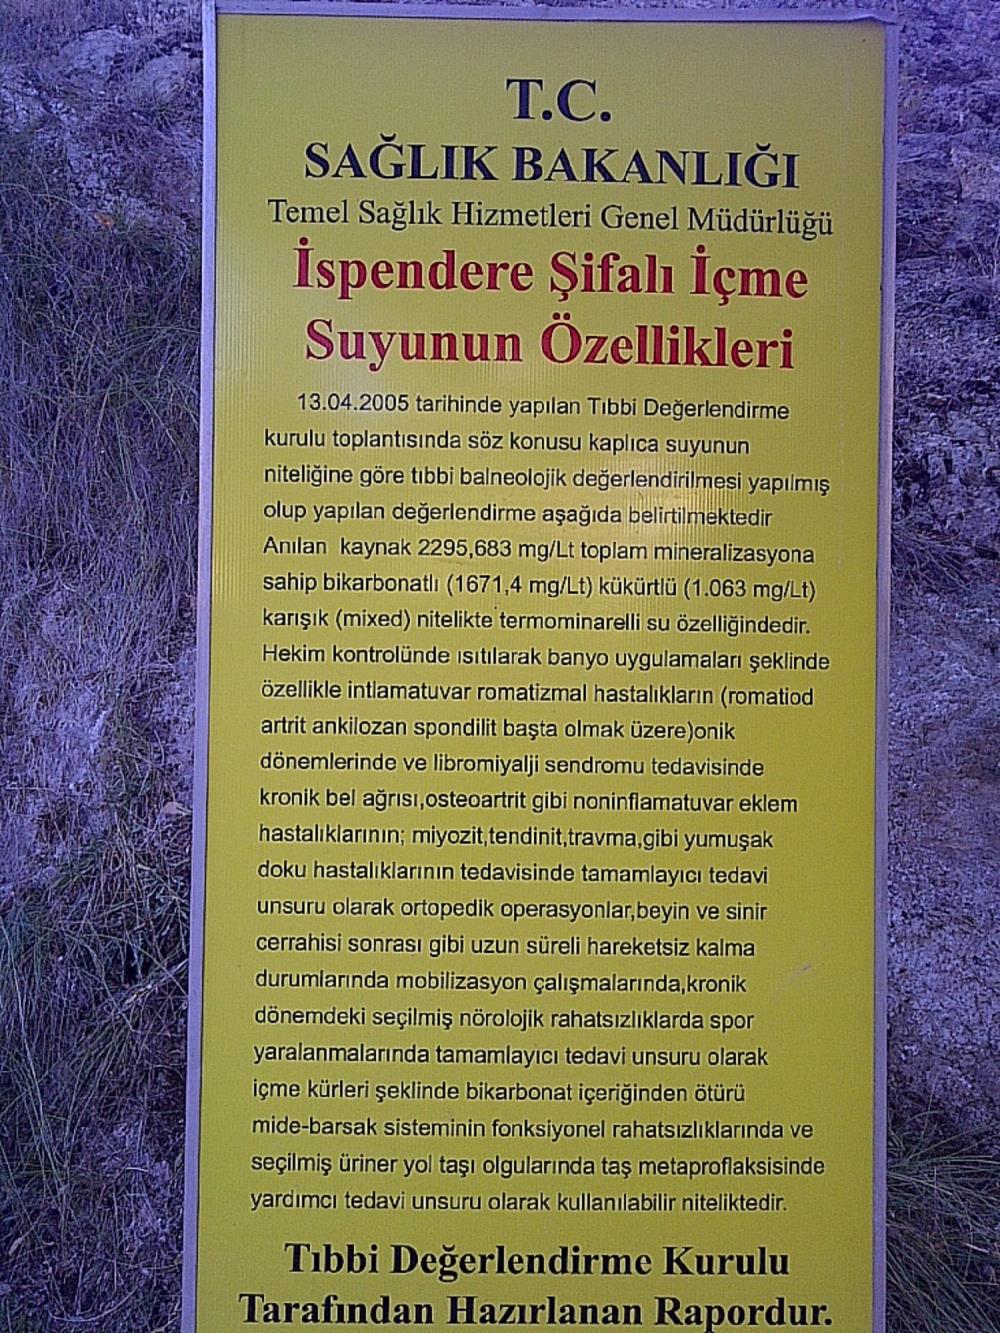 T.C.
SAĞLIK BAKANLIĞI
Temel Sağlık Hizmetleri Genel Müdürlüğü
İspendere Şifalı İçme
Suyunun Özellikleri
13.04.2005 tarihinde yapılan Tıbbi Değerlendirme
kurulu toplantısında söz konusu kaplıca suyunun
niteliğine göre tıbbi balneolojik değerlendirilmesi yapılmış
olup yapılan değerlendirme aşağıda belirtilmektedir
Anılan kaynak 2295,683 mg/Lt toplam mineralizasyona
sahip bikarbonatlı (1671,4 mg/Lt) kükürtlü (1.063 mg/Lt)
karışık (mixed) nitelikte termominarelli su özelliğindedir.
Hekim kontrolünde ısıtılarak banyo uygulamaları şeklinde
özellikle intlamatuvar romatizmal hastalıkların (romatiod
artrit ankilozan spondilit başta olmak üzere)onik
dönemlerinde ve libromiyalji sendromu tedavisinde
kronik bel ağrısı,osteoartrit gibi noninflamatuvar eklem
hastalıklarının; miyozit,tendinit,travma,gibi yumuşak
doku hastalıklarının tedavisinde tamamlayıcı tedavi
unsuru olarak ortopedik operasyonlar,beyin ve sinir
cerrahisi sonrası gibi uzun süreli hareketsiz kalma
durumlarında mobilizasyon çalışmalarında,kronik
dönemdeki seçilmiş nörolojik rahatsızlıklarda spor
yaralanmalarında tamamlayıcı tedavi unsuru olarak
içme kürleri şeklinde bikarbonat içeriğinden ötürü
mide-barsak sisteminin fonksiyonel rahatsızlıklarında ve
seçilmiş üriner yol taşı olgularında taş metaproflaksisinde
yardımcı tedavi unsuru olarak kullanılabilir niteliktedir.
Tıbbi Değerlendirme Kurulu
Tarafından Hazırlanan Rapordur.